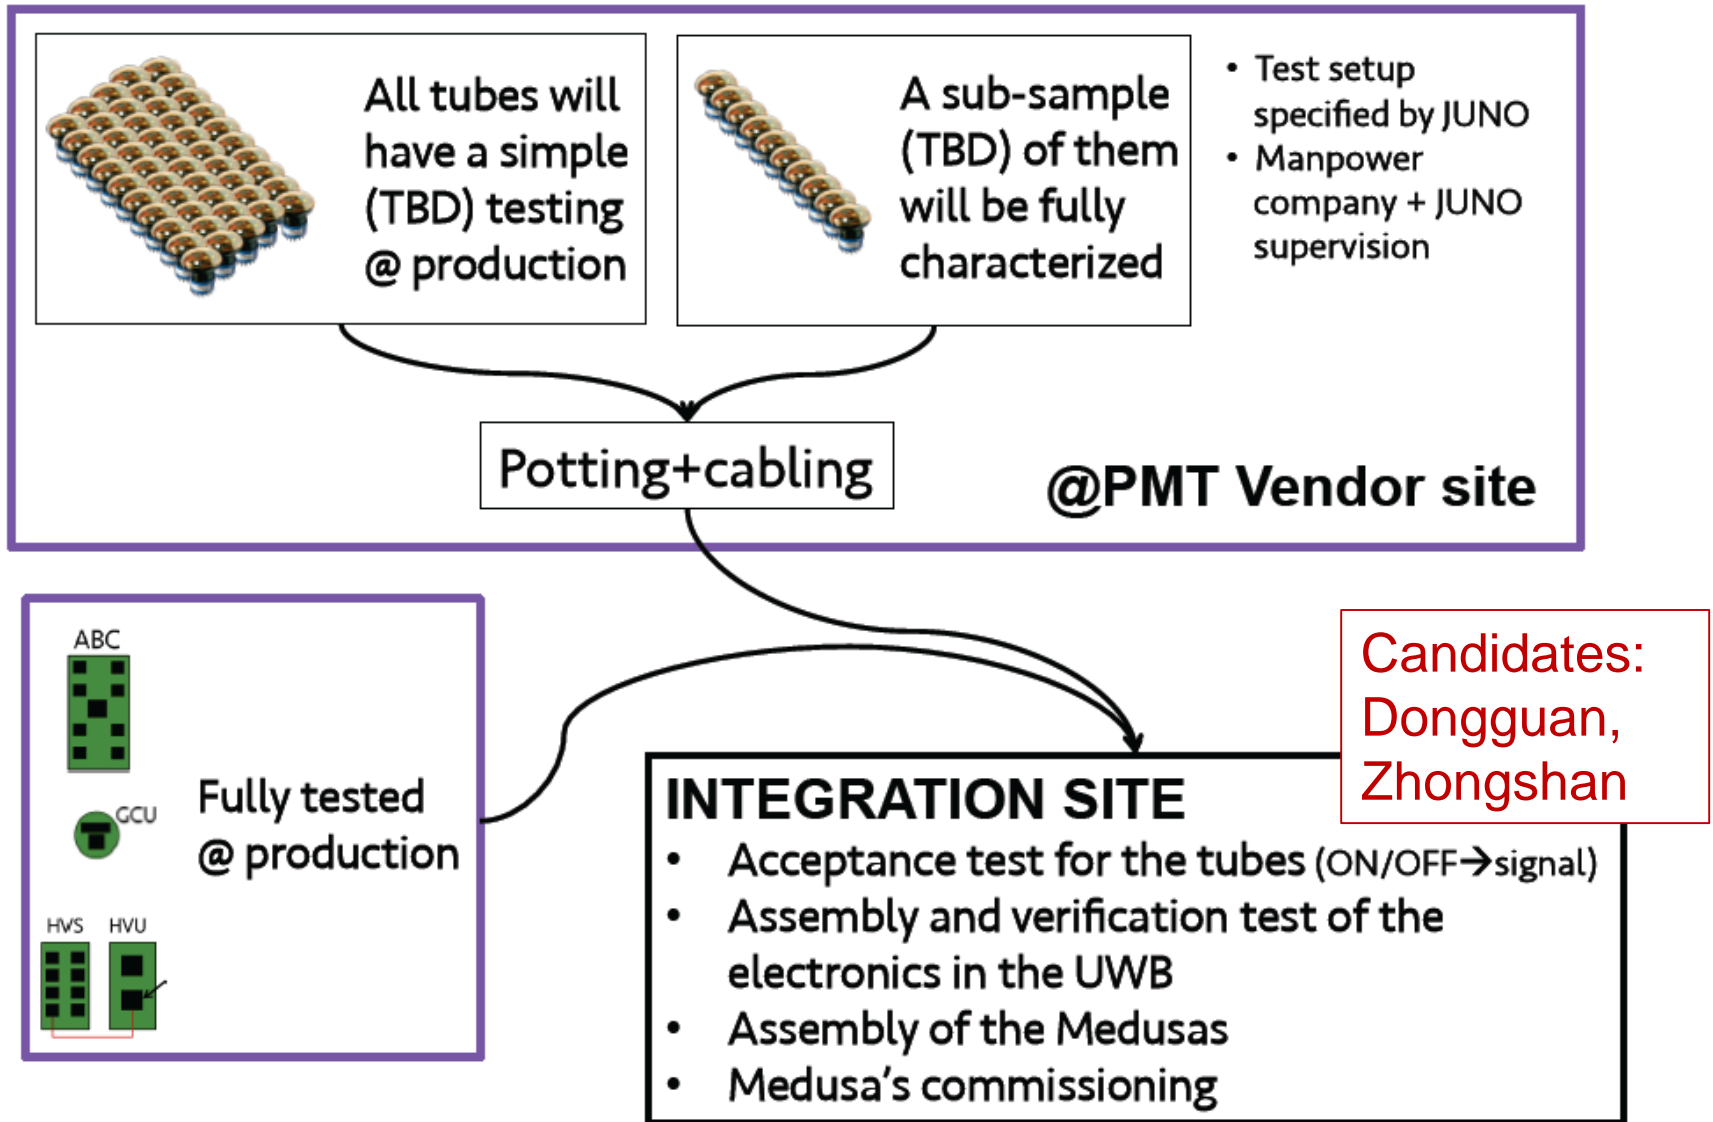 All tubes will
have a simple
(TBD) testing
@ production
A sub-sample
(TBD) of them
will be fully
characterized
• Test setup
specified by JUNO
• Manpower
company + JUNO
supervision
Potting+cabling
@PMT Vendor site
ABC
GCU
HVS HVU
Fully tested
@ production
Candidates:
Dongguan,
Zhongshan
INTEGRATION SITE
• Acceptance test for the tubes (ON/OFF→signal)
• Assembly and verification test of the
electronics in the UWB
• Assembly of the Medusas
• Medusa's commissioning